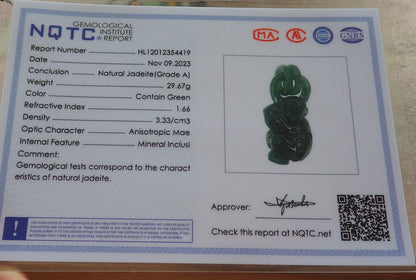 NQTC GEMOLOGICAL
INSTITUTE
REPORT
MA
GNBS
Report Number HL12012354419
Date Nov 09.2023
Conclusion Natural Jadeite(Grade A)
Weight 29.67g
Color Contain Green
Refractive Index 1.66
Density 3.33/cm3
Optic Character Anisotropic Mae
Internal Feature Mineral Inclusi
Comment:
Gemological tests correspond to the charact
eristics of natural jadeite.
Approver:
Check this report at NQTC.net